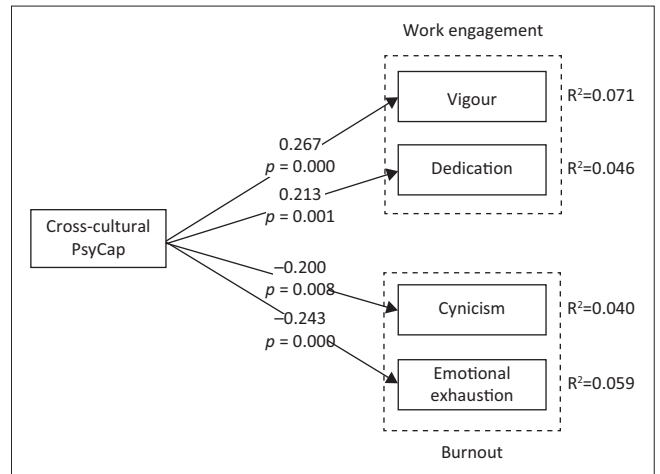 Work engagement
Vigour
R²=0.071
0.267
p = 0.000
Dedication
R²=0.046
0.213
p = 0.001
Cross-cultural
PsyCap
–0.200
p = 0.008
Cynicism
R²=0.040
–0.243
p = 0.000
Emotional
exhaustion
R²=0.059
Burnout